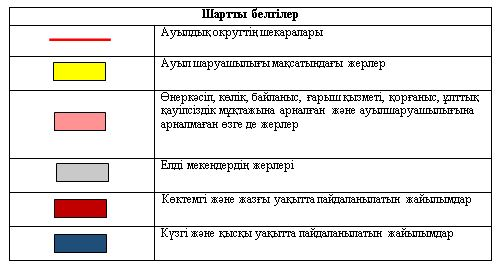 Шартты белгілер
Ауылдық округтің шекаралары
Ауыл шаруашылығы мақсатындағы жерлер
Өнеркәсіп, көлік, байланыс, ғарыш қызметі, қорғаныс, ұлттық
қауіпсіздік мұқтажына арналған және ауылшаруашылығына
арналмаған өзге де жерлер
Елді мекендердің жерлері
Көктемгі және жазғы уақытта пайдаланылатын жайылымдар
Күзгі және қысқы уақытта пайдаланылатын жайылымдар